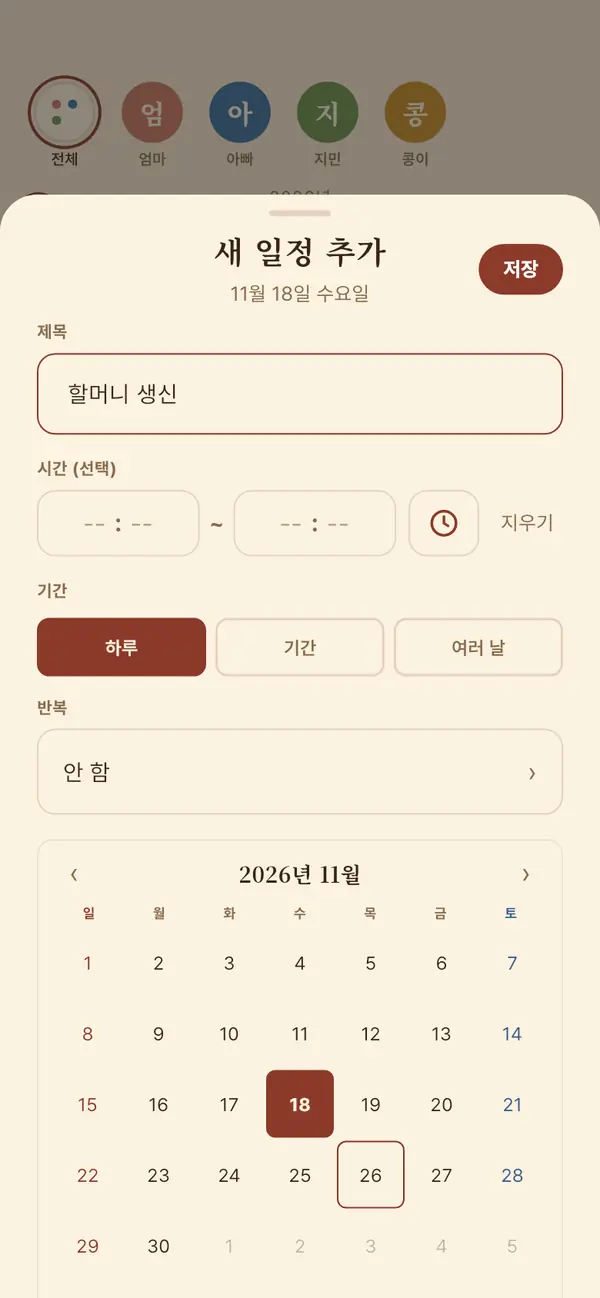 엄 아 지 콩
전체 엄마 아빠 지민 콩이
새 일정 추가
저장
11월 18일 수요일
제목
할머니 생신
시간 (선택)
-- : -- ~ -- : -- 지우기
기간
하루 기간 여러 날
반복
안 함 ›
‹ 2026년 11월 ›
일 월 화 수 목 금 토
1 2 3 4 5 6 7
8 9 10 11 12 13 14
15 16 17 18 19 20 21
22 23 24 25 26 27 28
29 30 1 2 3 4 5